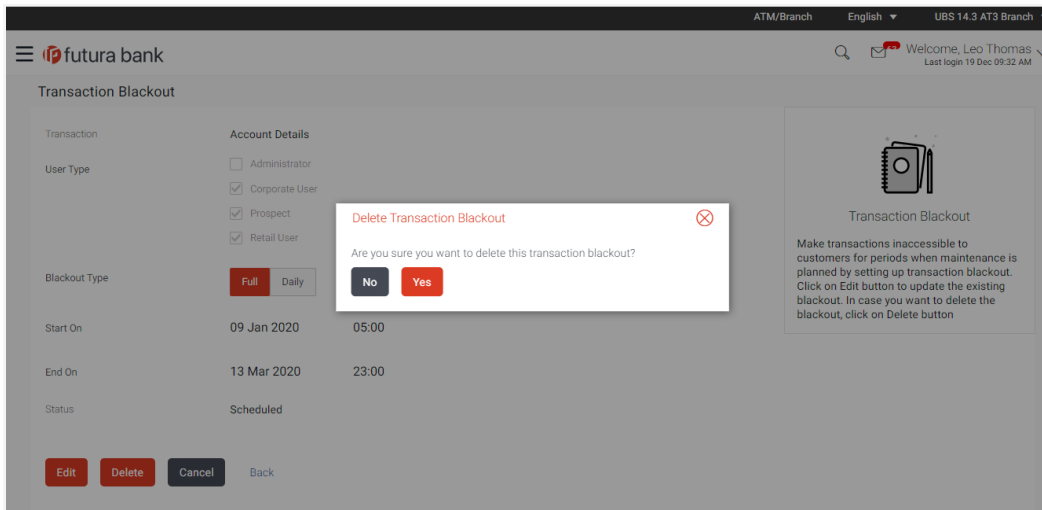 ATM/Branch English UBS 14.3 AT3 Branch
futura bank
Welcome, Leo Thomas
Last login 19 Dec 09:32 AM
Transaction Blackout
Transaction Account Details
User Type
Administrator
Corporate User
Prospect
Retail User
Blackout Type Full Daily
Start On 09 Jan 2020 05:00
End On 13 Mar 2020 23:00
Status Scheduled
Edit Delete Cancel Back
Delete Transaction Blackout
Are you sure you want to delete this transaction blackout?
No Yes
Transaction Blackout
Make transactions inaccessible to
customers for periods when maintenance is
planned by setting up transaction blackout.
Click on Edit button to update the existing
blackout. In case you want to delete the
blackout, click on Delete button